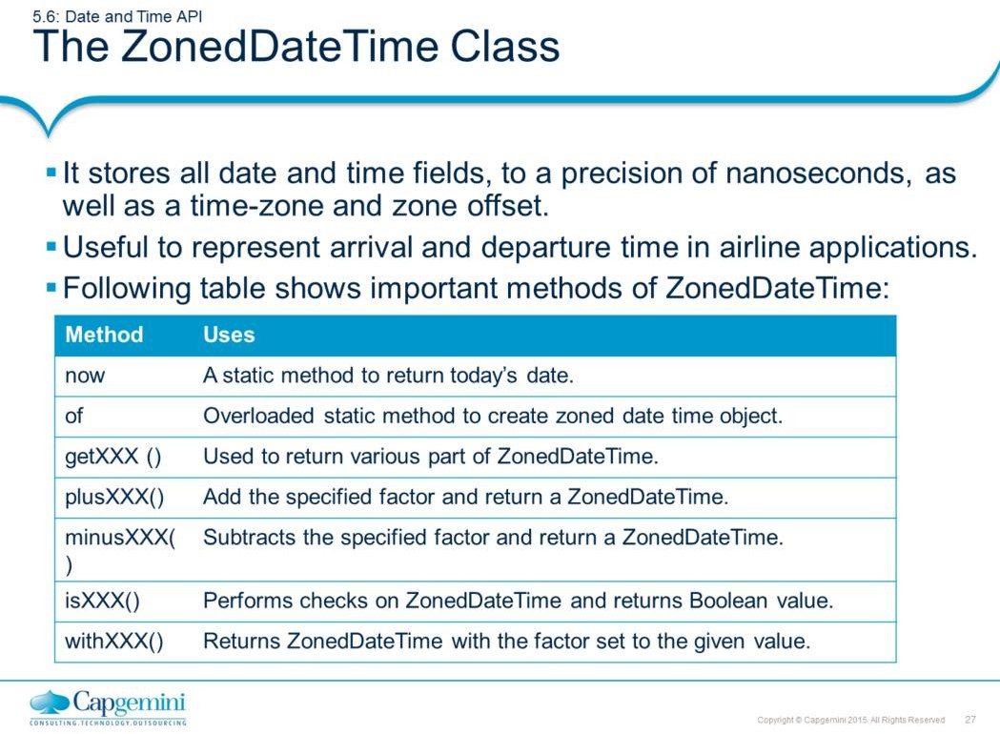 5.6: Date and Time API
The ZonedDateTime Class
It stores all date and time fields, to a precision of nanoseconds, as
well as a time-zone and zone offset.
Useful to represent arrival and departure time in airline applications.
Following table shows important methods of ZonedDateTime:
Method Uses
now A static method to return today’s date.
of Overloaded static method to create zoned date time object.
getXXX () Used to return various part of ZonedDateTime.
plusXXX() Add the specified factor and return a ZonedDateTime.
minusXXX( Subtracts the specified factor and return a ZonedDateTime.
)
isXXX() Performs checks on ZonedDateTime and returns Boolean value.
withXXX() Returns ZonedDateTime with the factor set to the given value.
Capgemini
CONSULTING.TECHNOLOGY.OUTSOURCING
Copyright © Capgemini 2015. All Rights Reserved 27